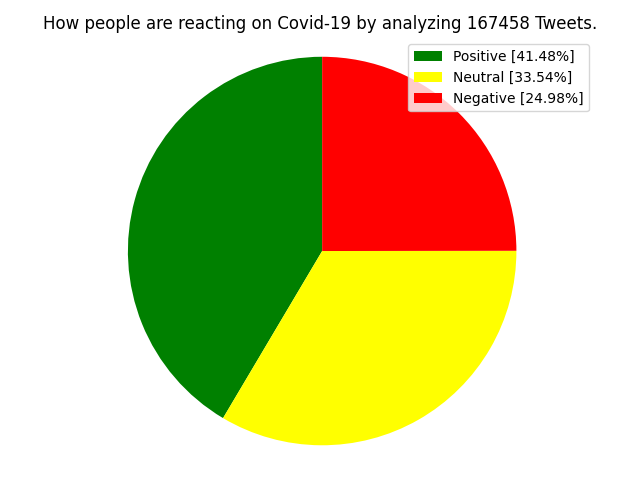 How people are reacting on Covid-19 by analyzing 167458 Tweets.
Positive [41.48%]
Neutral [33.54%]
Negative [24.98%]